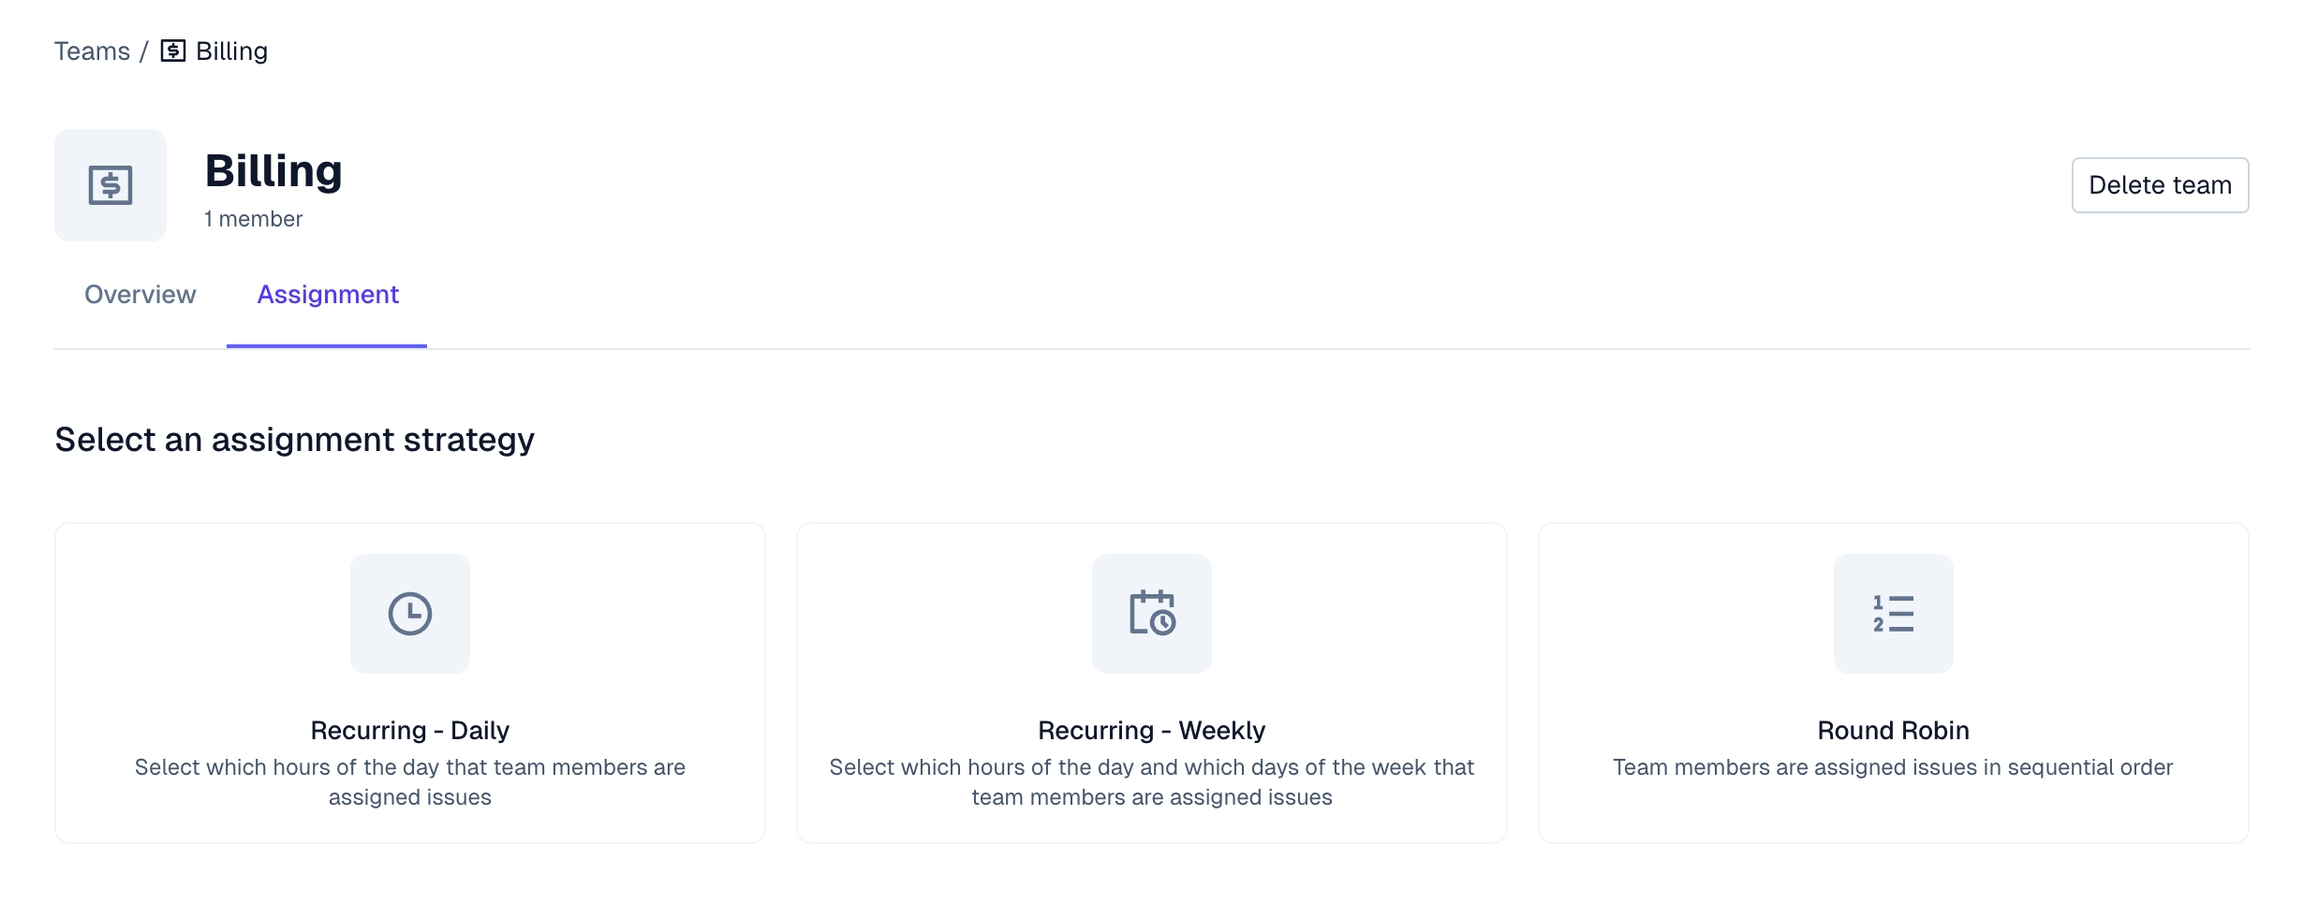 Teams / Billing
Billing
1 member
Delete team
Overview Assignment
Select an assignment strategy
Recurring - Daily
Select which hours of the day that team members are
assigned issues
Recurring - Weekly
Select which hours of the day and which days of the week that
team members are assigned issues
1
2
Round Robin
Team members are assigned issues in sequential order